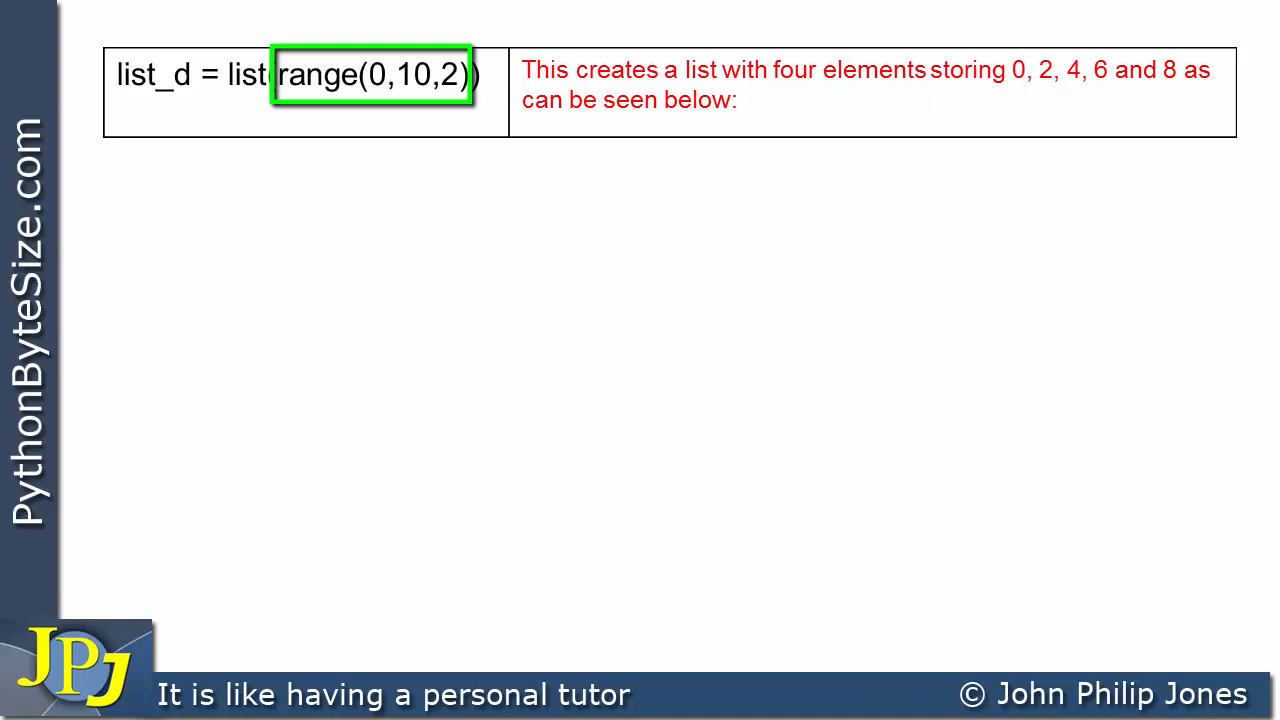 list_d = list(range(0,10,2))
This creates a list with four elements storing 0, 2, 4, 6 and 8 as
can be seen below:
PythonByteSize.com
JPJ
It is like having a personal tutor
© John Philip Jones